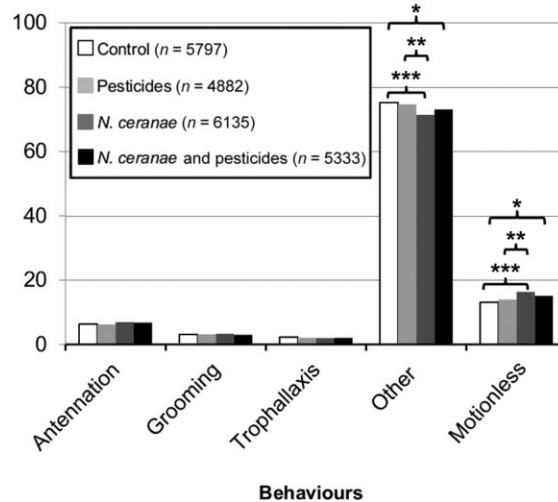 100
80
60
40
20
0
Control (n = 5797)
Pesticides (n = 4882)
N. ceranae (n = 6135)
N. ceranae and pesticides (n = 5333)
*
**
***
*
**
***
Antennation
Grooming
Trophallaxis
Other
Motionless
Behaviours